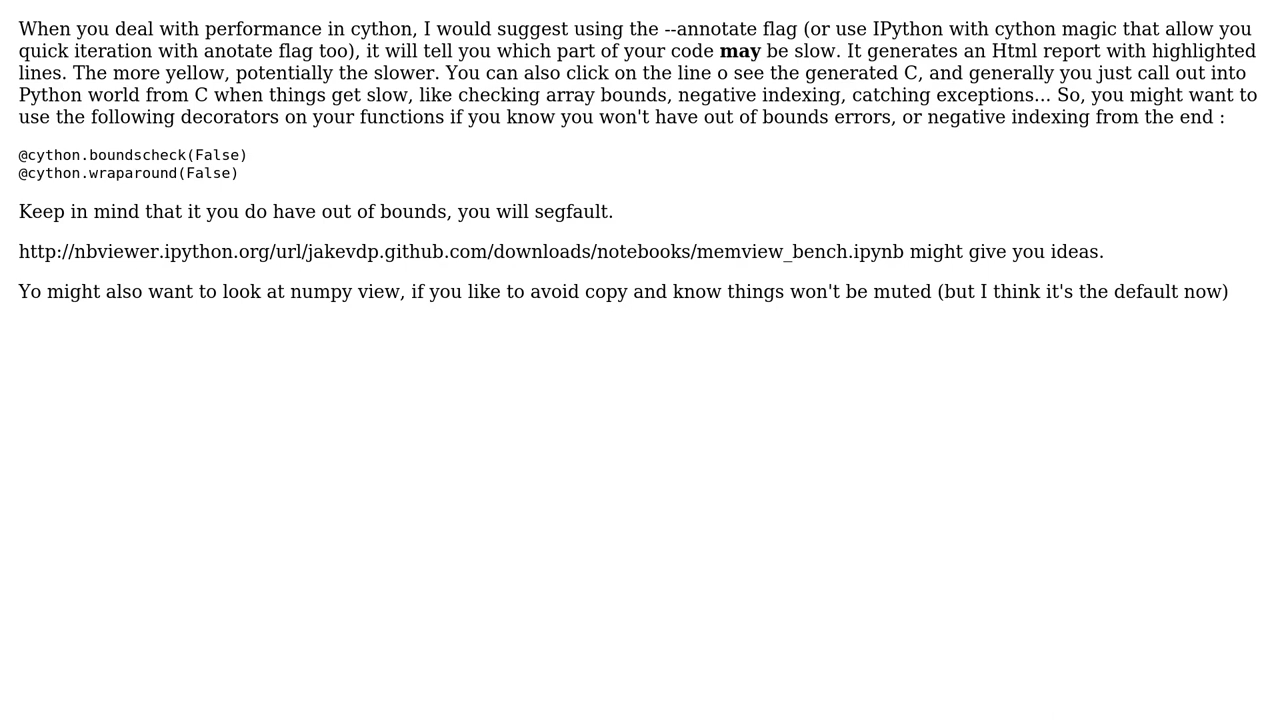 When you deal with performance in cython, I would suggest using the --annotate flag (or use IPython with cython magic that allow you
quick iteration with anotate flag too), it will tell you which part of your code may be slow. It generates an Html report with highlighted
lines. The more yellow, potentially the slower. You can also click on the line o see the generated C, and generally you just call out into
Python world from C when things get slow, like checking array bounds, negative indexing, catching exceptions... So, you might want to
use the following decorators on your functions if you know you won't have out of bounds errors, or negative indexing from the end :
@cython.boundscheck(False)
@cython.wraparound(False)
Keep in mind that it you do have out of bounds, you will segfault.
http://nbviewer.ipython.org/url/jakevdp.github.com/downloads/notebooks/memview_bench.ipynb might give you ideas.
Yo might also want to look at numpy view, if you like to avoid copy and know things won't be muted (but I think it's the default now)